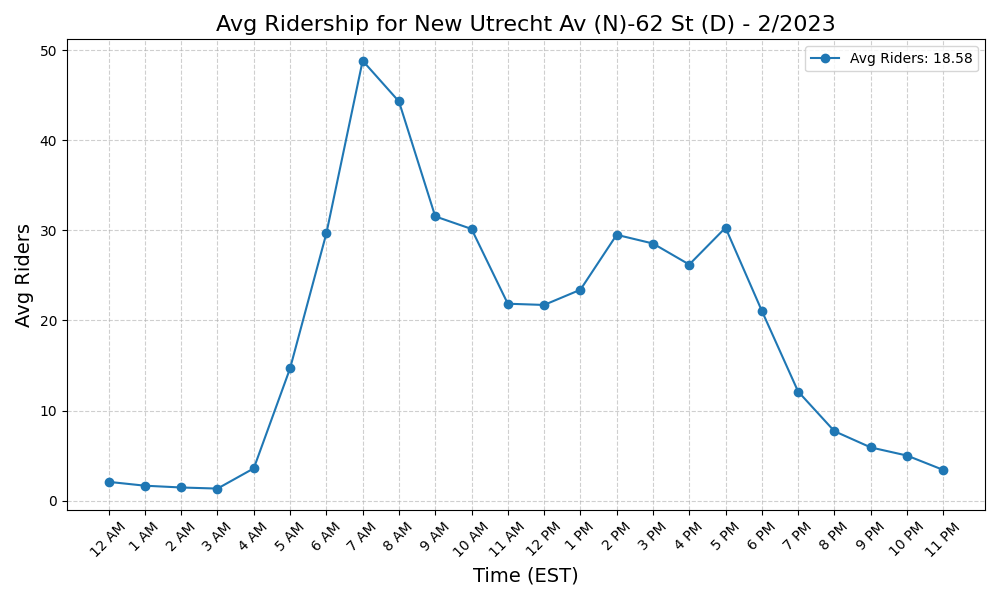 Avg Ridership for New Utrecht Av (N)-62 St (D) - 2/2023
Avg Riders: 18.58
Avg Riders
50
40
30
20
10
0
12 AM
1 AM
2 AM
3 AM
4 AM
5 AM
6 AM
7 AM
8 AM
9 AM
10 AM
11 AM
12 PM
1 PM
2 PM
3 PM
4 PM
5 PM
6 PM
7 PM
8 PM
9 PM
10 PM
11 PM
Time (EST)